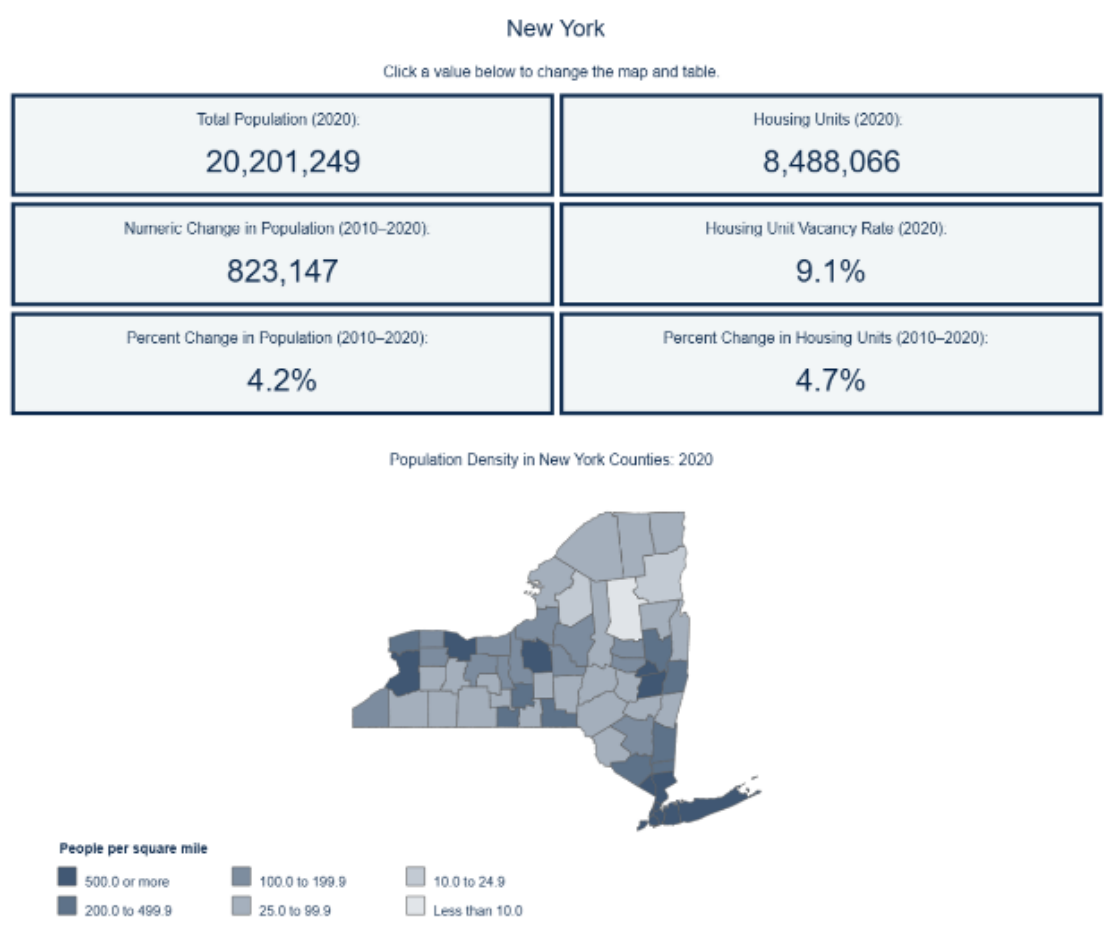 New York
Click a value below to change the map and table.
Total Population (2020):
20,201,249
Housing Units (2020):
8,488,066
Numeric Change in Population (2010–2020):
823,147
Housing Unit Vacancy Rate (2020):
9.1%
Percent Change in Population (2010–2020):
4.2%
Percent Change in Housing Units (2010–2020):
4.7%
Population Density in New York Counties: 2020
People per square mile
500.0 or more
100.0 to 199.9
10.0 to 24.9
200.0 to 499.9
25.0 to 99.9
Less than 10.0